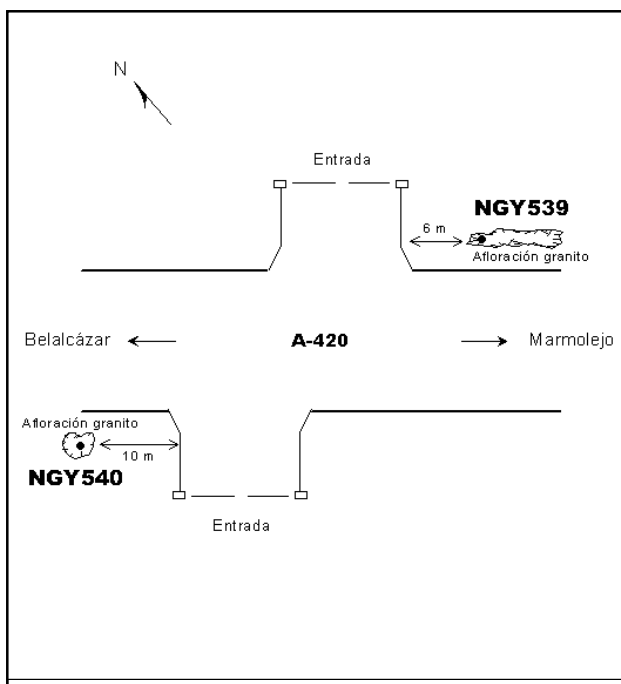 N
Entrada
NGY539
6 m
Afloración granito
Belalcázar
A-420
Marmolejo
Afloración granito
10 m
NGY540
Entrada